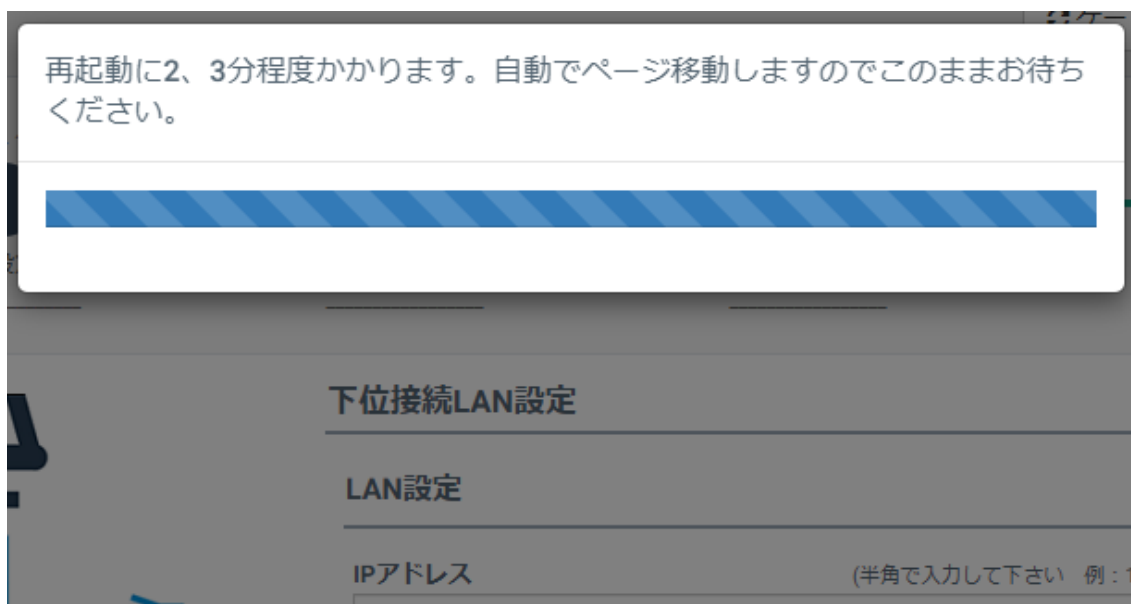 ケー
再起動に2、3分程度かかります。自動でページ移動しますのでこのままお待ち
ください。
下位接続LAN設定
LAN設定
IPアドレス
(半角で入力して下さい 例：1